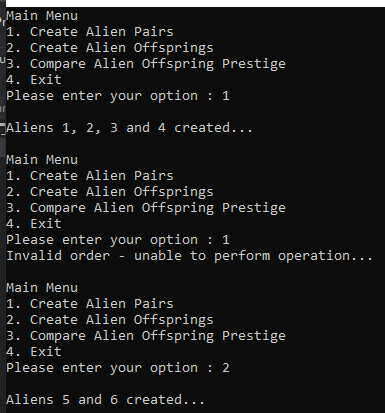 Main Menu
1. Create Alien Pairs
2. Create Alien Offsprings
3. Compare Alien Offspring Prestige
4. Exit
Please enter your option : 1
Aliens 1, 2, 3 and 4 created...
Main Menu
1. Create Alien Pairs
2. Create Alien Offsprings
3. Compare Alien Offspring Prestige
4. Exit
Please enter your option : 1
Invalid order - unable to perform operation...
Main Menu
1. Create Alien Pairs
2. Create Alien Offsprings
3. Compare Alien Offspring Prestige
4. Exit
Please enter your option : 2
Aliens 5 and 6 created...